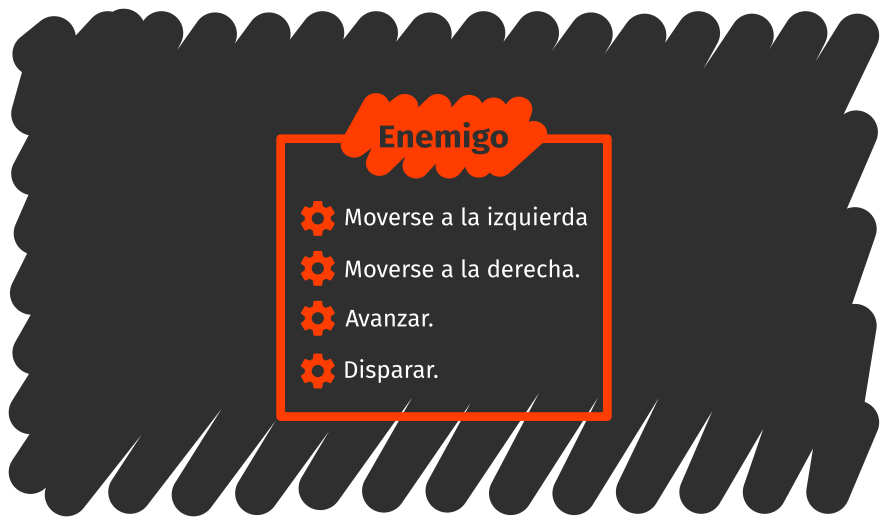 Enemigo
Moverse a la izquierda
Moverse a la derecha.
Avanzar.
Disparar.